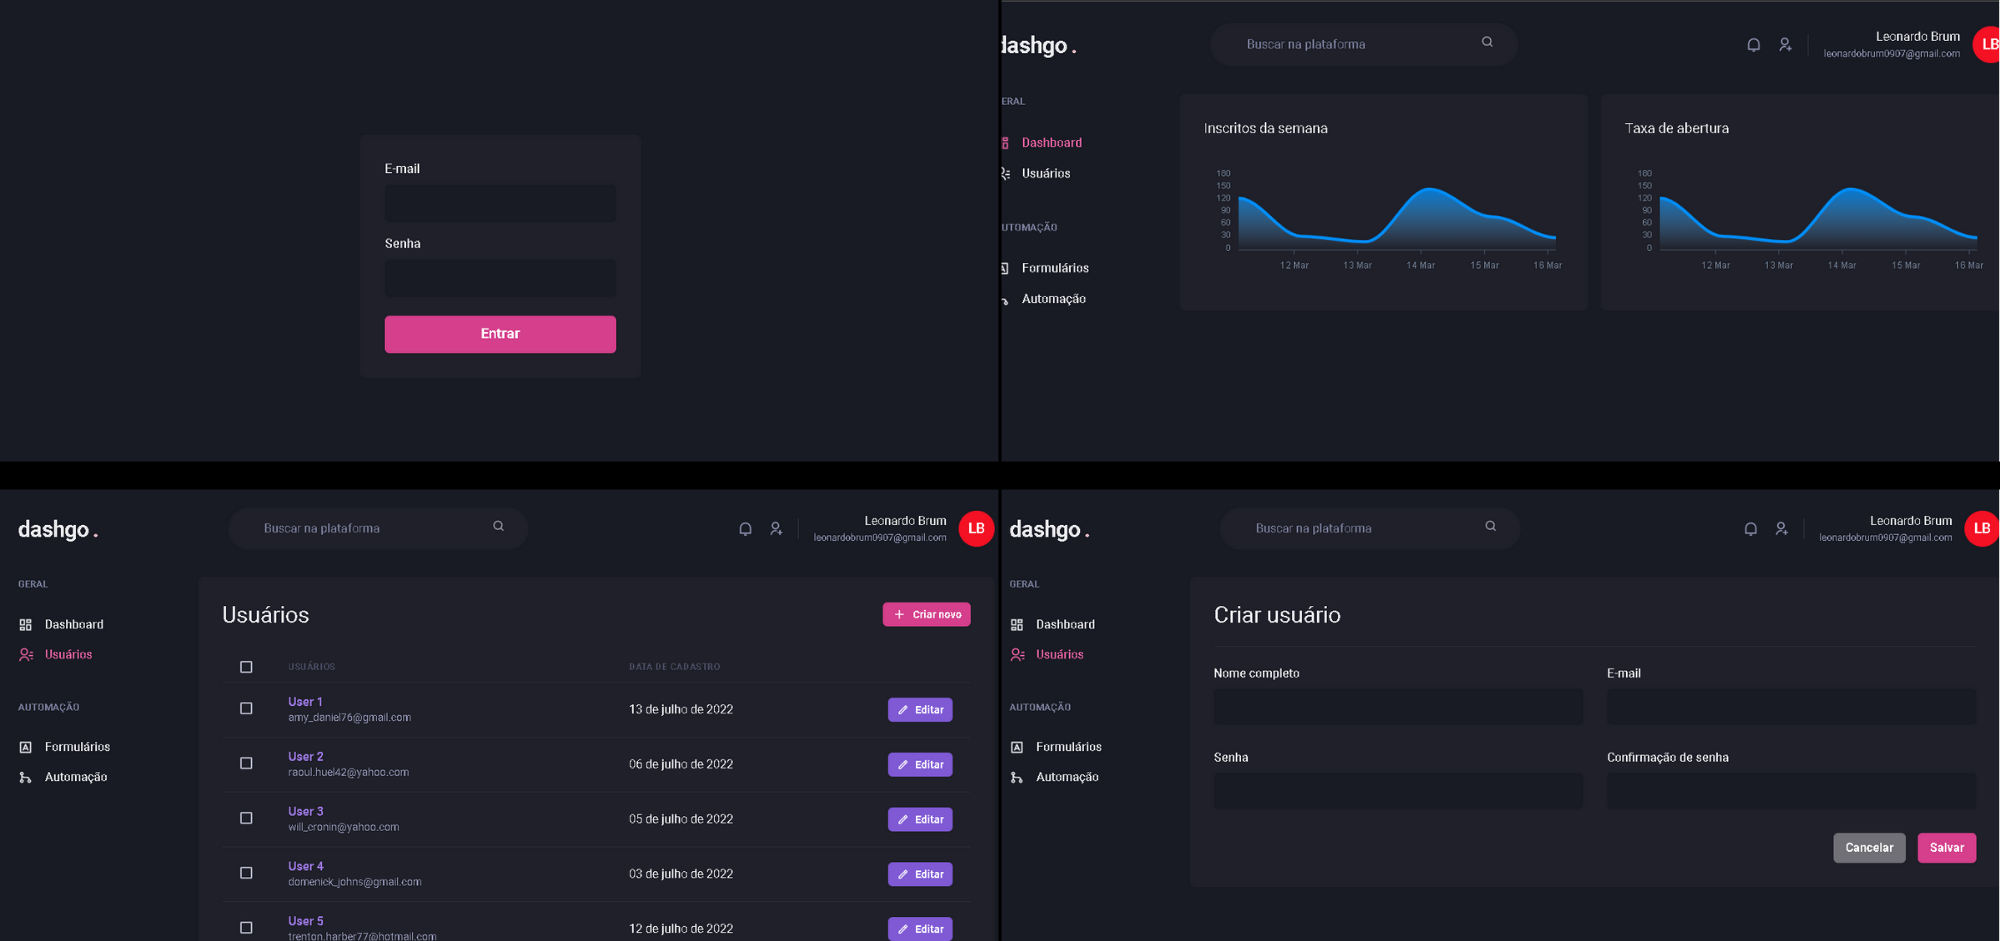 E-mail
Senha
Entrar
dashgo.
Buscar na plataforma
Leonardo Brum
leonardobrum0907@gmail.com
LB
ERAL
Dashboard
Usuários
UTOMAÇÃO
Formulários
Automação
Inscritos da semana
180
150
120
90
60
30
0
12 Mar 13 Mar 14 Mar 15 Mar 16 Mar
Taxa de abertura
180
150
120
90
60
30
0
12 Mar 13 Mar 14 Mar 15 Mar 16 Mar
dashgo.
Buscar na plataforma
Leonardo Brum
leonardobrum0907@gmail.com
LB
GERAL
Dashboard
Usuários
AUTOMAÇÃO
Formulários
Automação
Usuários
+ Criar novo
USUÁRIOS DATA DE CADASTRO
User 1
amy_daniel76@gmail.com
13 de julho de 2022
Editar
User 2
raoul.huel42@yahoo.com
06 de julho de 2022
Editar
User 3
will_cronin@yahoo.com
05 de julho de 2022
Editar
User 4
domenick_johns@gmail.com
03 de julho de 2022
Editar
User 5
trenton.harber77@hotmail.com
12 de julho de 2022
Editar
dashgo.
Buscar na plataforma
Leonardo Brum
leonardobrum0907@gmail.com
LB
GERAL
Dashboard
Usuários
AUTOMAÇÃO
Formulários
Automação
Criar usuário
Nome completo
E-mail
Senha
Confirmação de senha
Cancelar
Salvar